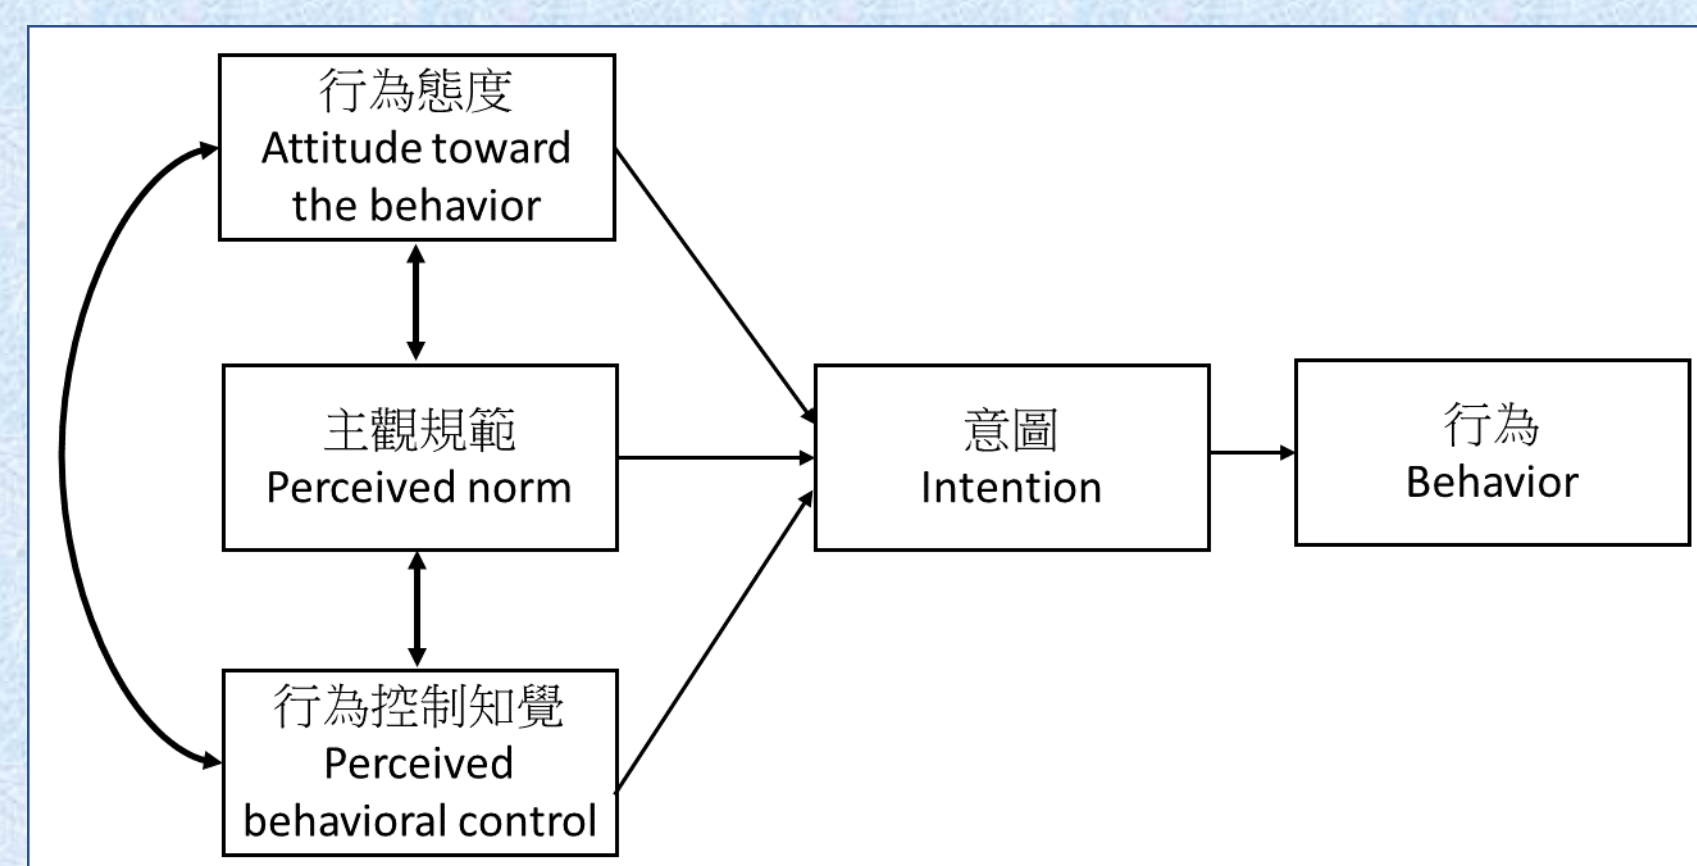 行為態度
Attitude toward
the behavior
主觀規範
Perceived norm
行為控制知覺
Perceived
behavioral control
意圖
Intention
行為
Behavior